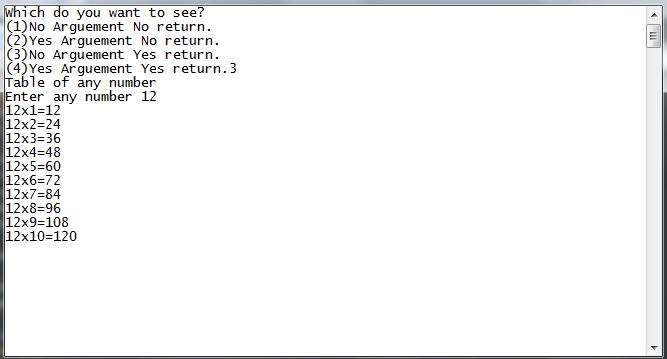 Which do you want to see?
(1)No Arguement No return.
(2)Yes Arguement No return.
(3)No Arguement Yes return.
(4)Yes Arguement Yes return.3
Table of any number
Enter any number 12
12x1=12
12x2=24
12x3=36
12x4=48
12x5=60
12x6=72
12x7=84
12x8=96
12x9=108
12x10=120